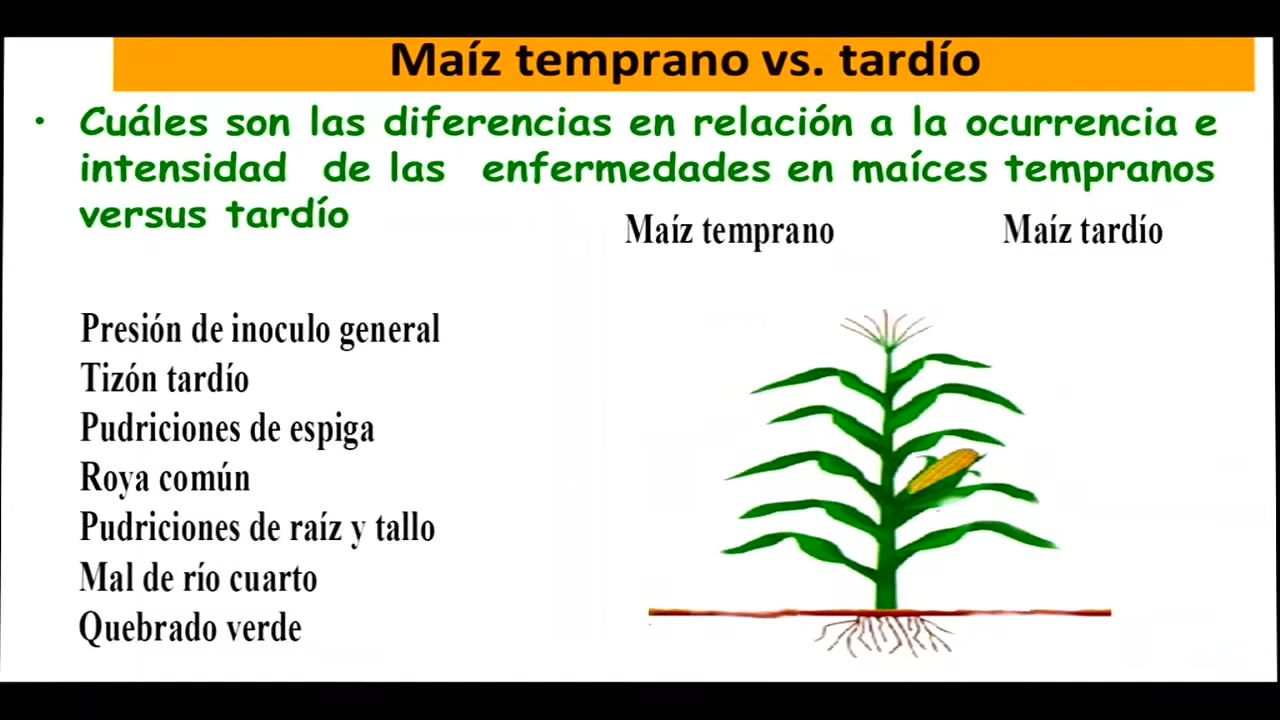 Maíz temprano vs. tardío
• Cuáles son las diferencias en relación a la ocurrencia e
intensidad de las enfermedades en maíces tempranos
versus tardío
Maíz temprano Maíz tardío
Presión de inoculo general
Tizón tardío
Pudriciones de espiga
Roya común
Pudriciones de raíz y tallo
Mal de río cuarto
Quebrado verde